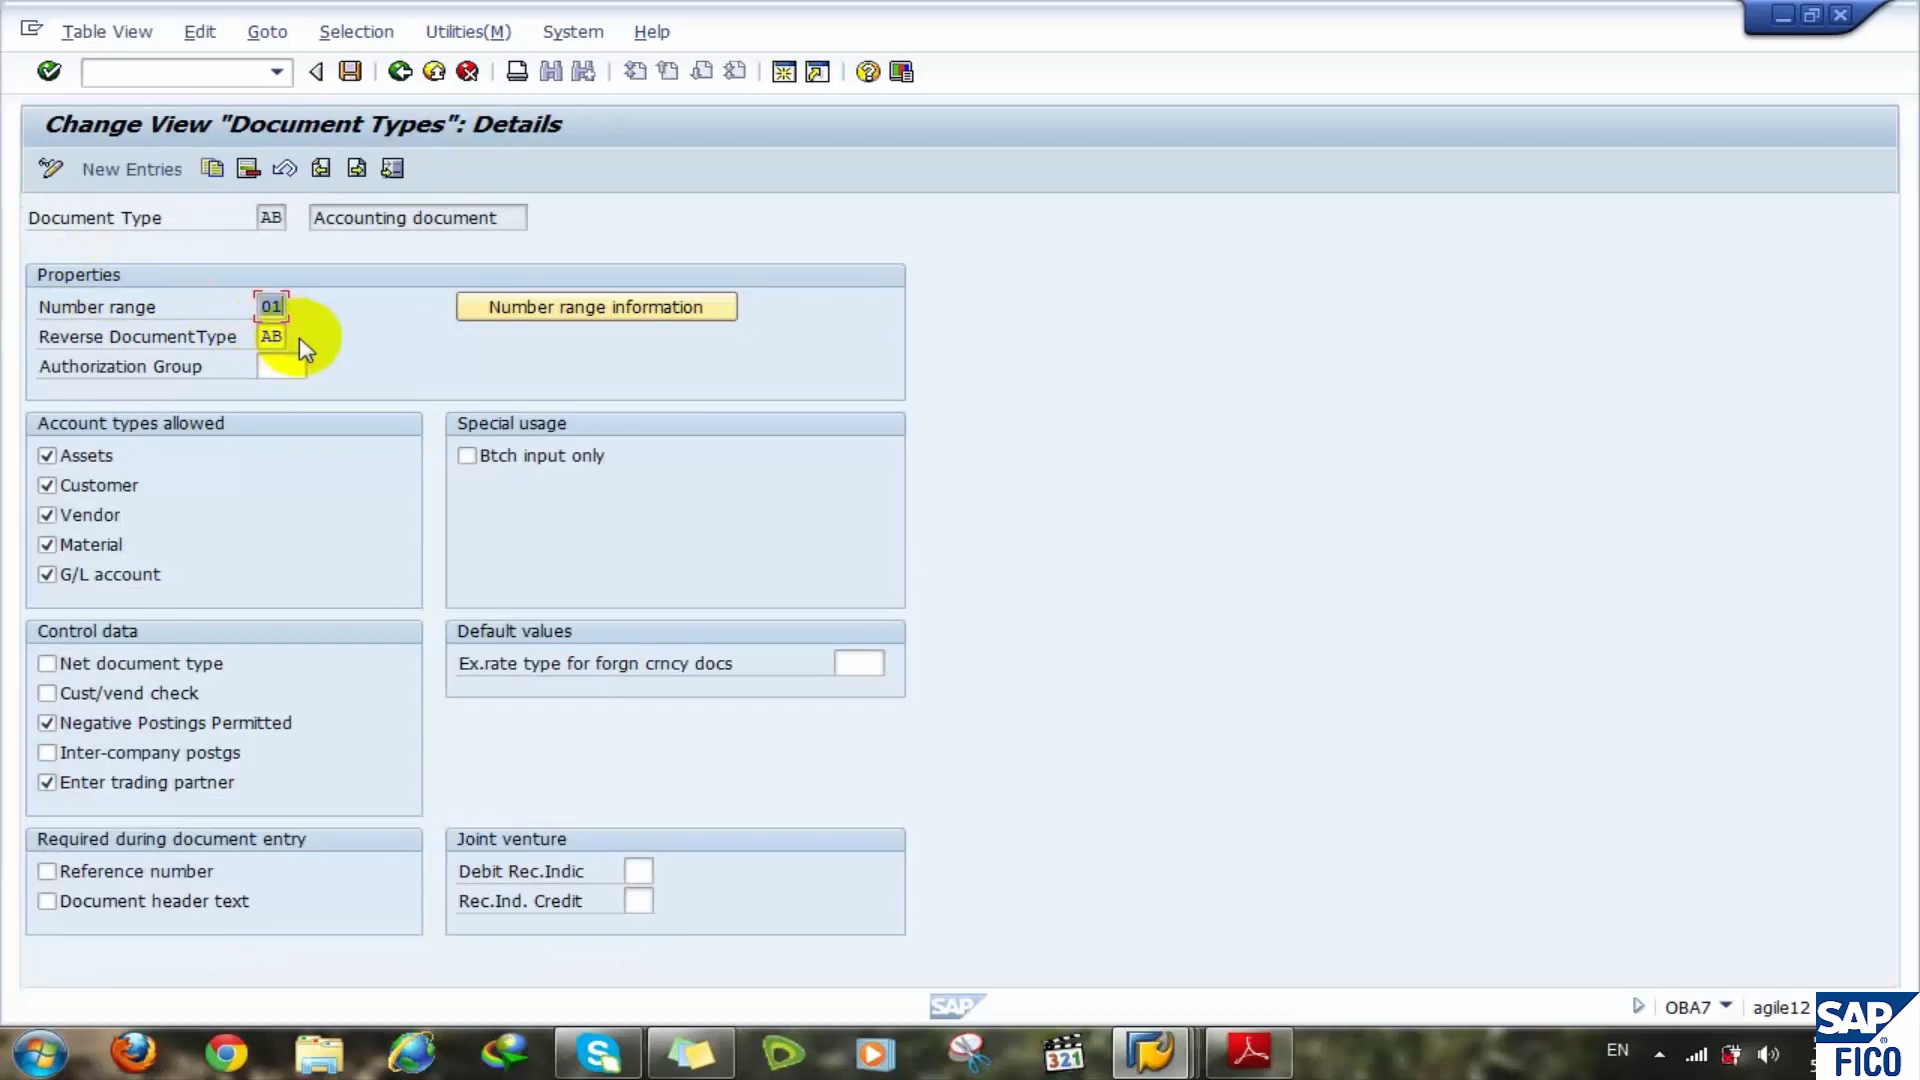 Table View Edit Goto Selection Utilities(M) System Help
Change View "Document Types": Details
New Entries
Document Type AB Accounting document
Properties
Number range 01 Number range information
Reverse DocumentType AB
Authorization Group
Account types allowed Special usage
Assets Btch input only
Customer
Vendor
Material
G/L account
Control data Default values
Net document type Ex.rate type for forgn crncy docs
Cust/vend check
Negative Postings Permitted
Inter-company postgs
Enter trading partner
Required during document entry Joint venture
Reference number Debit Rec.Indic
Document header text Rec.Ind. Credit
SAP OBA7 agile12
SAP
FICO
321 EN